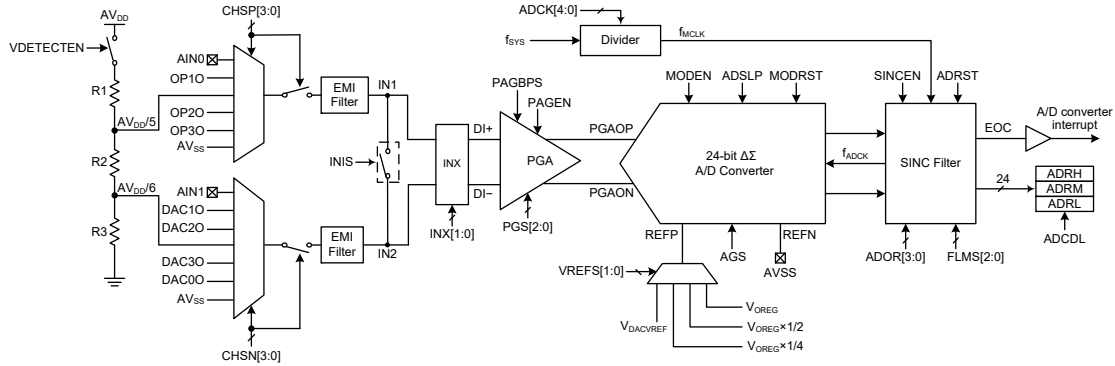 AVDD
VDETECTEN
R1
AVDD/5
R2
AVDD/6
R3
CHSP[3:0]
AIN0
OP1O
OP2O
OP3O
AVSS
EMI
Filter
IN1
AIN1
DAC1O
DAC2O
DAC3O
DAC0O
AVSS
CHSN[3:0]
EMI
Filter
IN2
INIS
INX
INX[1:0]
DI+
DI−
PAGBPS
PAGEN
PGA
PGS[2:0]
ADCK[4:0]
fSYS
Divider
fMCLK
MODEN
ADSLP
MODRST
PGAOP
PGAON
24-bit ΔΣ
A/D Converter
REFP
REFN
AGS
AVSS
VREFS[1:0]
VDACVREF
VOREG
VOREG×1/2
VOREG×1/4
fADCK
SINCEN
ADRST
SINC Filter
ADOR[3:0]
FLMS[2:0]
EOC
A/D converter
interrupt
24
ADRH
ADRM
ADRL
ADCDL